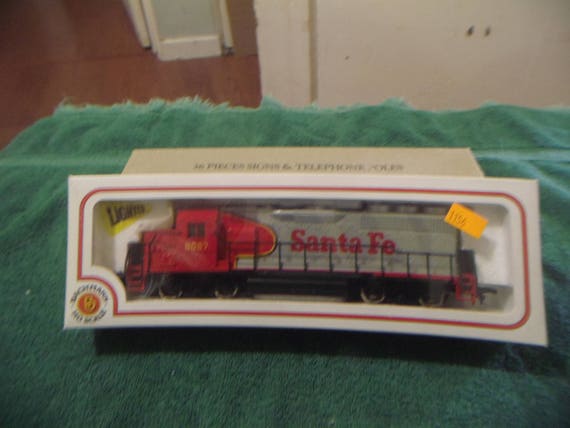 36 PIECES SIGNS & TELEPHONE POLES
LIGHTED
Santa Fe
BACHMANN
HO SCALE